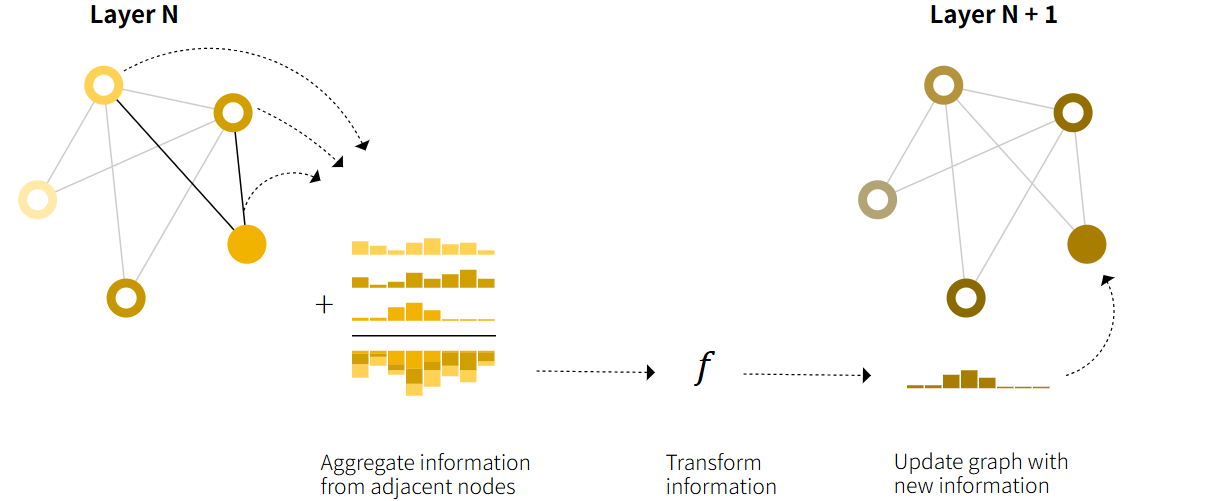 Layer N
Layer N + 1
+
f
Aggregate information
from adjacent nodes
Transform
information
Update graph with
new information